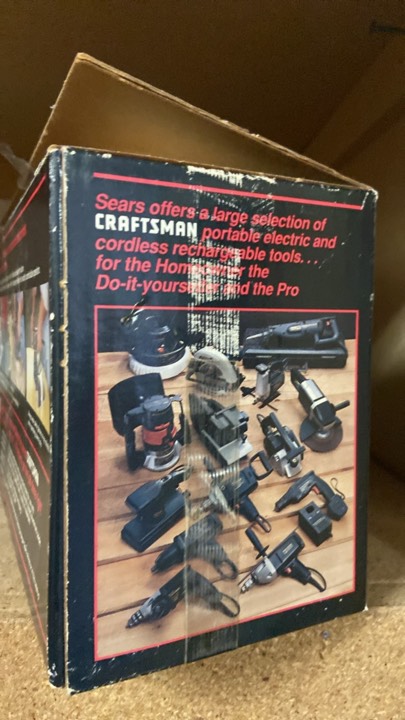 Sears offers a large selection of
CRAFTSMAN portable electric and
cordless rechargeable tools...
for the Homeowner the
Do-it-yourselfer and the Pro